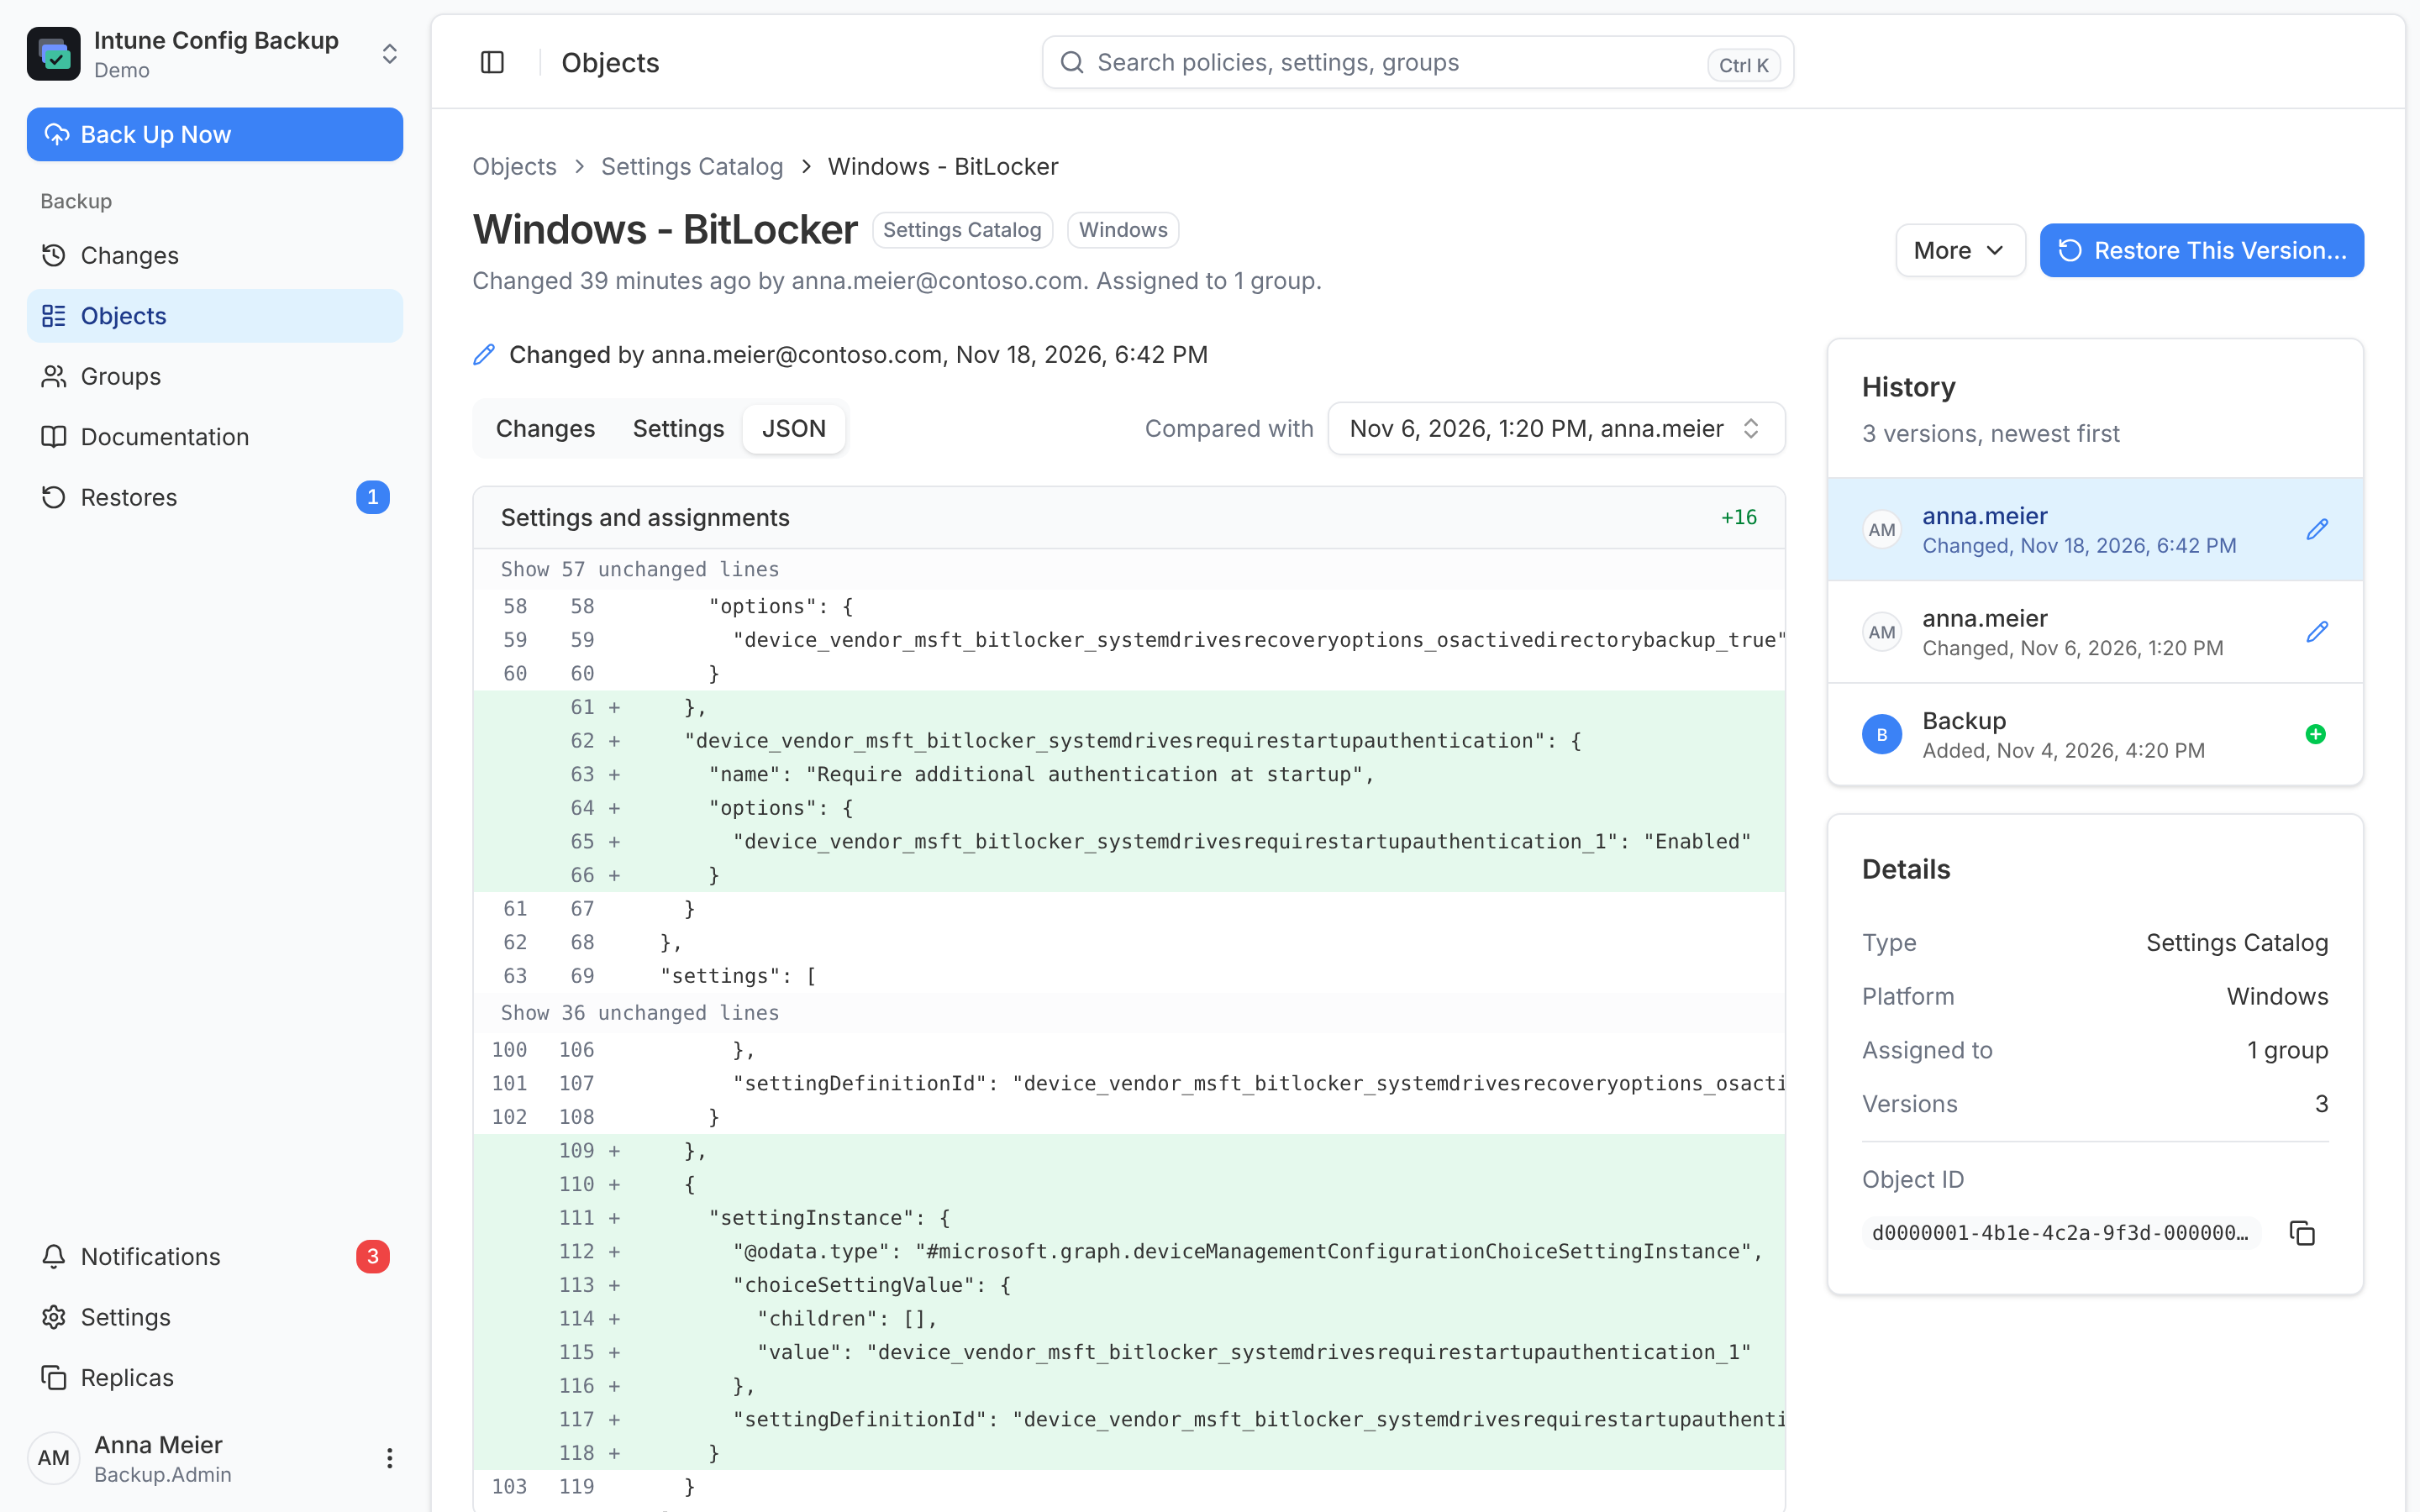 Intune Config Backup
Demo
Back Up Now
Backup
Changes
Objects
Groups
Documentation
Restores 1
Notifications 3
Settings
Replicas
AM
Anna Meier
Backup.Admin
Objects
Search policies, settings, groups Ctrl K
Objects Settings Catalog Windows - BitLocker
Windows - BitLocker Settings Catalog Windows
Changed 39 minutes ago by anna.meier@contoso.com. Assigned to 1 group.
More Restore This Version...
Changed by anna.meier@contoso.com, Nov 18, 2026, 6:42 PM
Changes Settings JSON Compared with Nov 6, 2026, 1:20 PM, anna.meier
Settings and assignments +16
Show 57 unchanged lines
58 58 "options": {
59 59 "device_vendor_msft_bitlocker_systemdrivesrecoveryoptions_osactivedirectorybackup_true"
60 60 }
61 + },
62 + "device_vendor_msft_bitlocker_systemdrivesrequirestartupauthentication": {
63 + "name": "Require additional authentication at startup",
64 + "options": {
65 + "device_vendor_msft_bitlocker_systemdrivesrequirestartupauthentication_1": "Enabled"
66 + }
61 67 }
62 68 },
63 69 "settings": [
Show 36 unchanged lines
100 106 },
101 107 "settingDefinitionId": "device_vendor_msft_bitlocker_systemdrivesrecoveryoptions_osacti
102 108 }
109 + },
110 + {
111 + "settingInstance": {
112 + "@odata.type": "#microsoft.graph.deviceManagementConfigurationChoiceSettingInstance",
113 + "choiceSettingValue": {
114 + "children": [],
115 + "value": "device_vendor_msft_bitlocker_systemdrivesrequirestartupauthentication_1"
116 + },
117 + "settingDefinitionId": "device_vendor_msft_bitlocker_systemdrivesrequirestartupauthenti
118 + }
103 119 }
History
3 versions, newest first
AM
anna.meier
Changed, Nov 18, 2026, 6:42 PM
AM
anna.meier
Changed, Nov 6, 2026, 1:20 PM
B
Backup
Added, Nov 4, 2026, 4:20 PM
Details
Type Settings Catalog
Platform Windows
Assigned to 1 group
Versions 3
Object ID
d0000001-4b1e-4c2a-9f3d-000000…